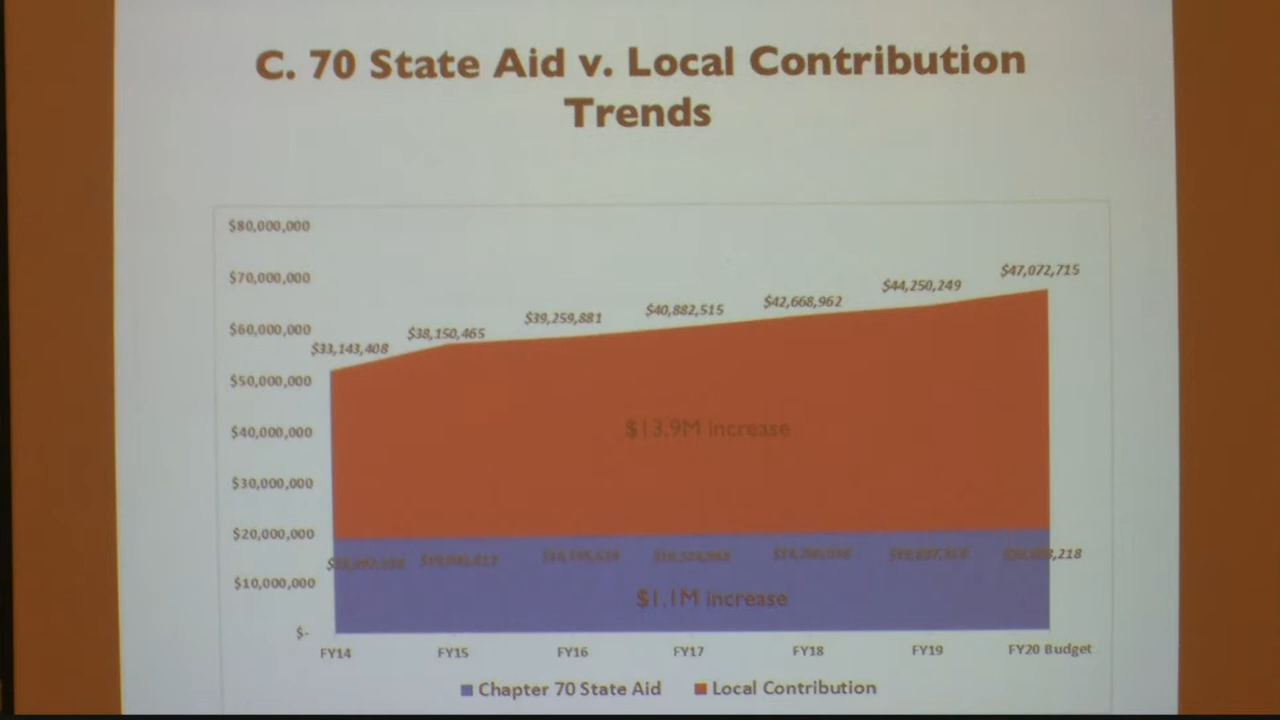 C. 70 State Aid v. Local Contribution
Trends
$80,000,000
$70,000,000
$60,000,000
$50,000,000
$40,000,000
$30,000,000
$20,000,000
$10,000,000
$-
$33,143,408
$38,150,465
$39,259,881
$40,882,515
$42,668,962
$44,250,249
$47,072,715
$13.9M increase
$1.1M increase
FY14
FY15
FY16
FY17
FY18
FY19
FY20 Budget
Chapter 70 State Aid
Local Contribution